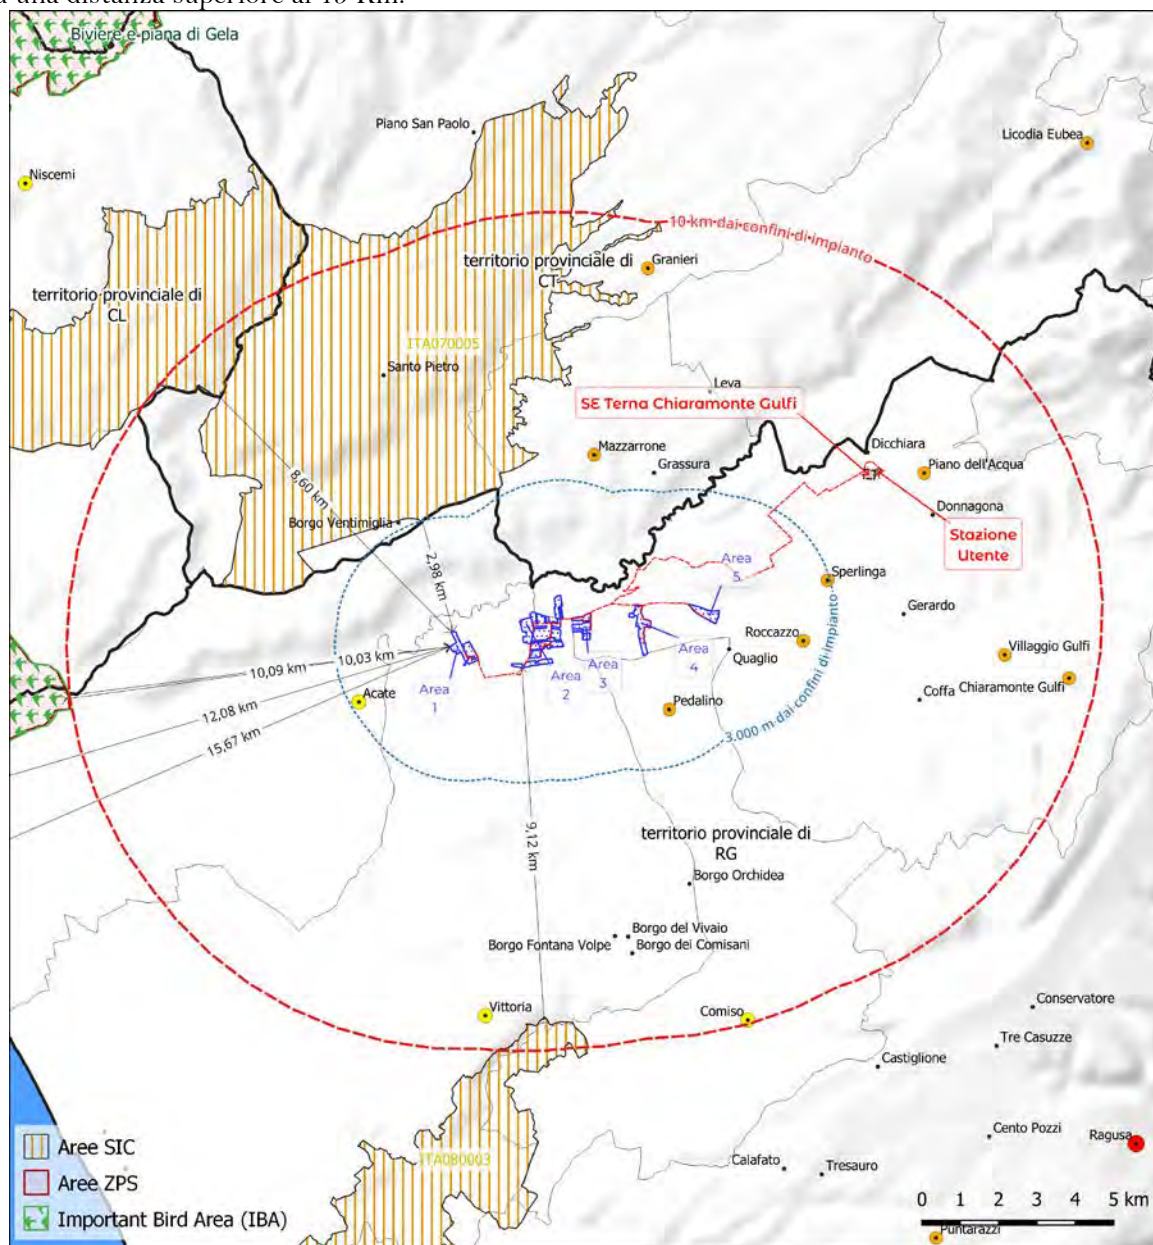 a una distanza superiore ai 10 Km.
Biviere e piana di Gela
Piano San Paolo
Licodia Eubea
Niscemi
10 km dai confini di impianto
territorio provinciale di
CT
Granieri
territorio provinciale di
CL
ITA070005
Santo Pietro
Leva
SE Terna Chiaramonte Gulfi
Dicchiara
Mazzarrone
Grassura
Piano dell'Acqua
8,60 km
Donnagona
Borgo Ventimiglia
Stazione
Utente
2,98 km
Area
5
Sperlinga
Gerardo
Roccazzo
Quaglio
Villaggio Gulfi
10,09 km
10,03 km
Area
1
Area
2
Area
3
Area
4
Chiaramonte Gulfi
Acate
Coffa
Pedalino
12,08 km
3.000 m dai confini di impianto
15,67 km
9,12 km
territorio provinciale di
RG
Borgo Orchidea
Borgo del Vivaio
Borgo Fontana Volpe
Borgo dei Comisani
Vittoria
Comiso
Conservatore
Tre Casuzze
Castiglione
Cento Pozzi
Ragusa
Aree SIC
ITA080003
Calafato
Tresauro
Aree ZPS
Important Bird Area (IBA)
0 1 2 3 4 5 km
Puntarazzi